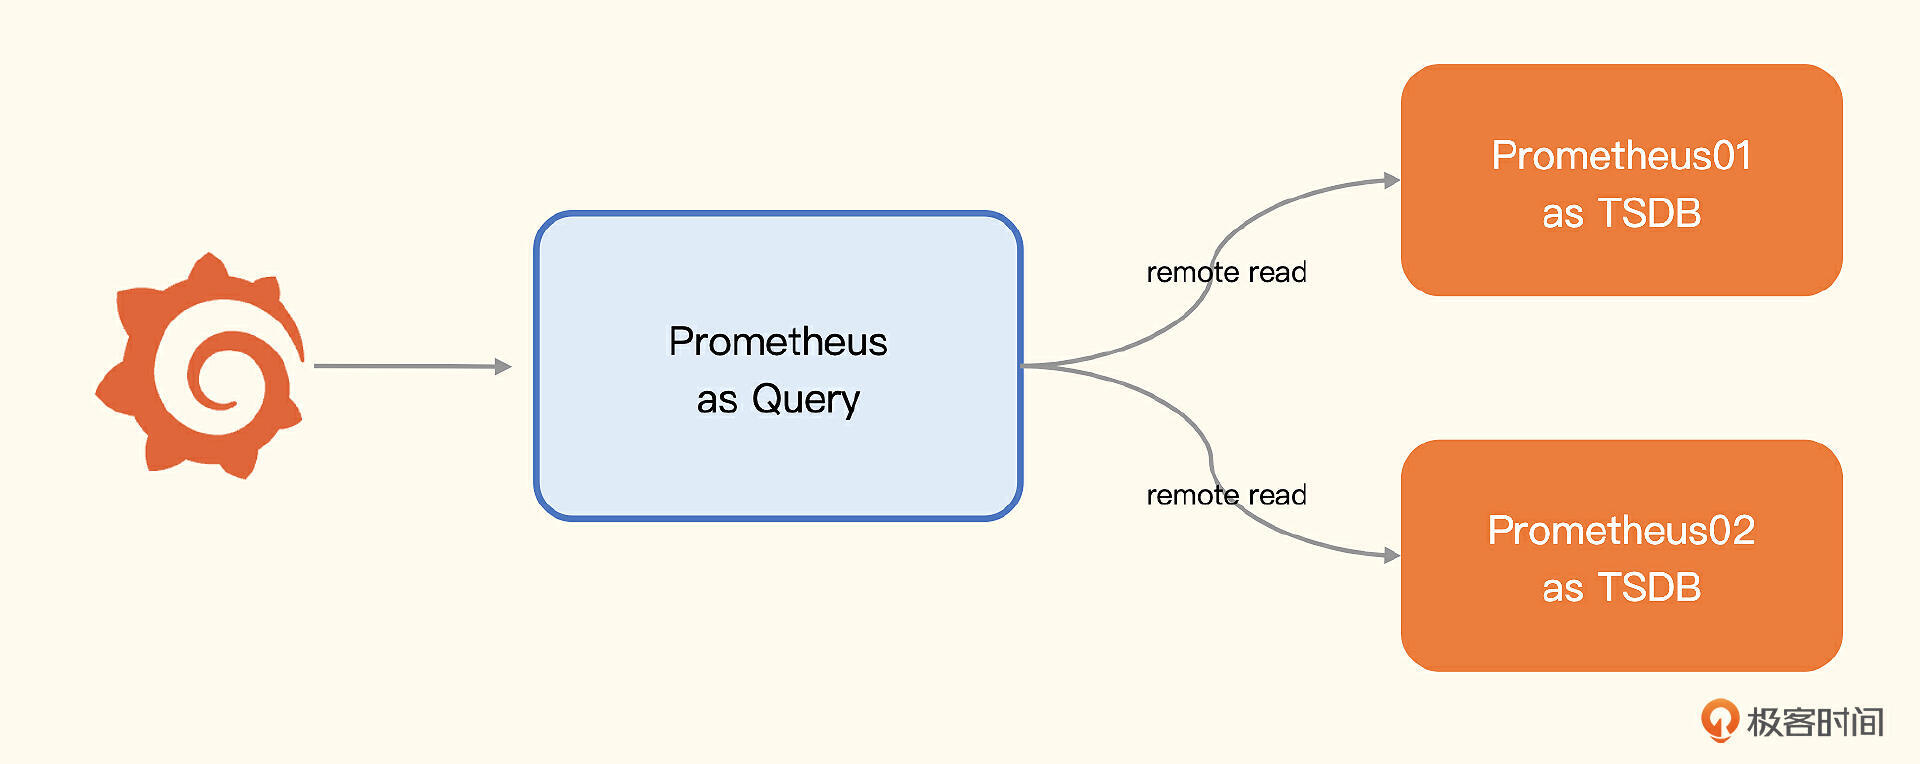 Prometheus
as Query
remote read
remote read
Prometheus01
as TSDB
Prometheus02
as TSDB
极客时间